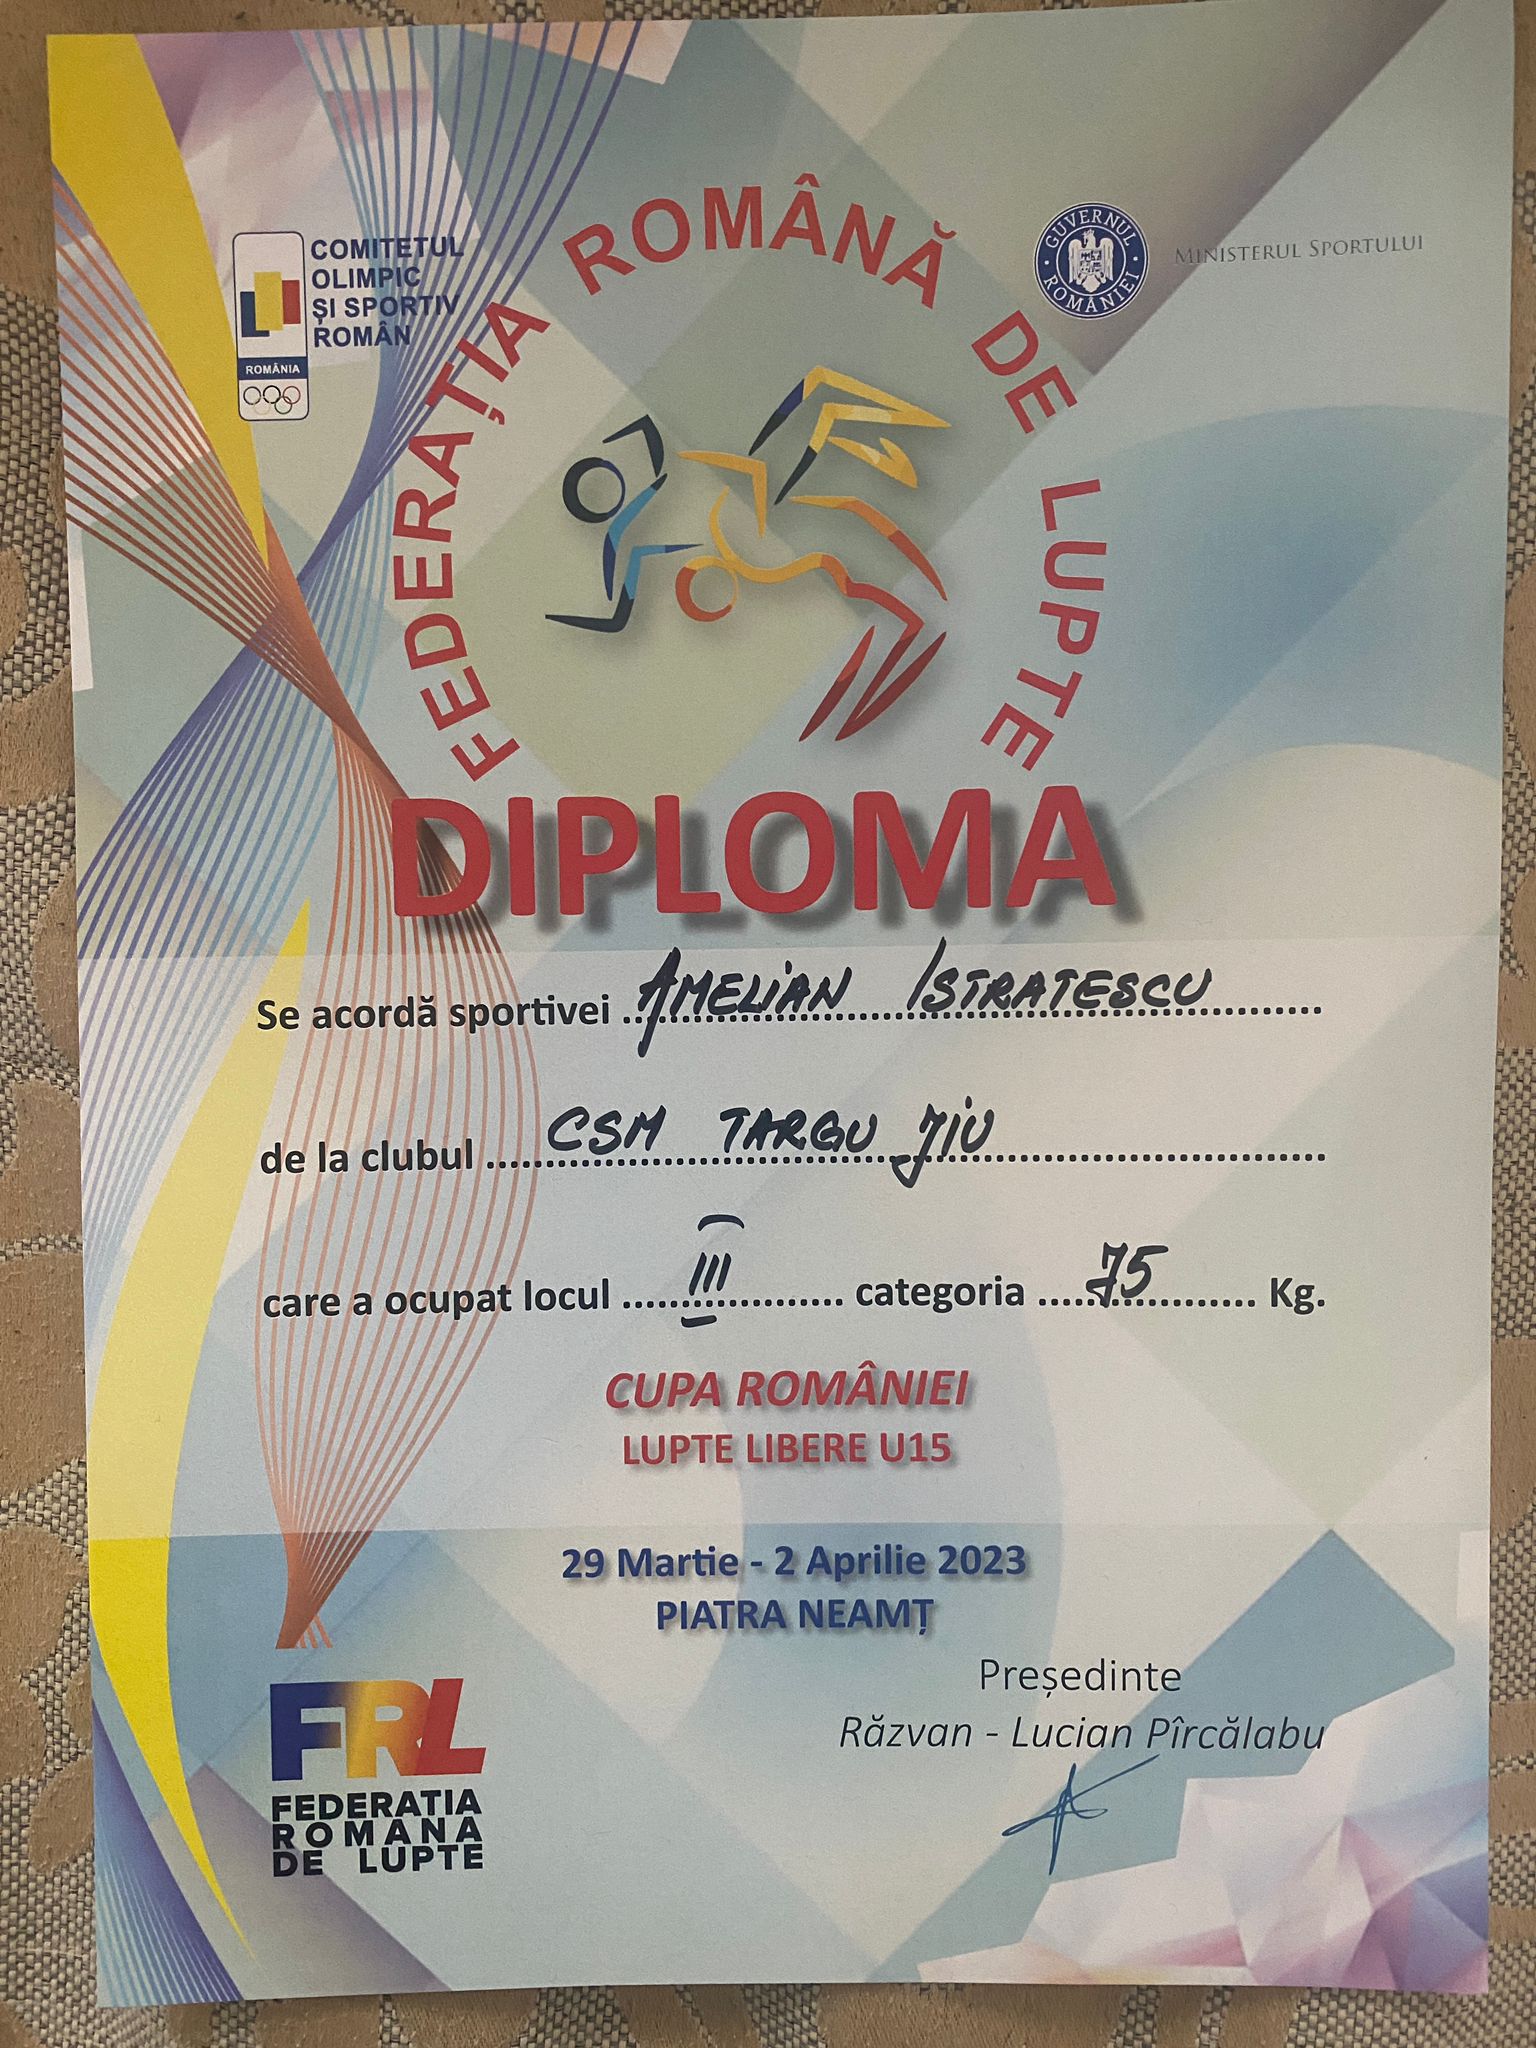 COMITETUL
OLIMPIC
ȘI SPORTIV
ROMÂN
ROMÂNIA
FEDERAȚIA ROMÂNĂ DE LUPTE
GUVERNUL ROMÂNIEI
MINISTERUL SPORTULUI
DIPLOMA
Se acordă sportivei AMELIAN ISTRATESCU
de la clubul CSM TARGU JIU
care a ocupat locul III categoria 75 Kg.
CUPA ROMÂNIEI
LUPTE LIBERE U15
29 Martie - 2 Aprilie 2023
PIATRA NEAMȚ
Președinte
Răzvan - Lucian Pîrcălabu
FRL
FEDERATIA
ROMANA
DE LUPTE